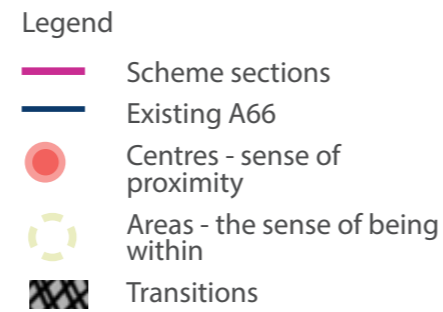 Legend
Scheme sections
Existing A66
Centres - sense of
proximity
Areas - the sense of being
within
Transitions